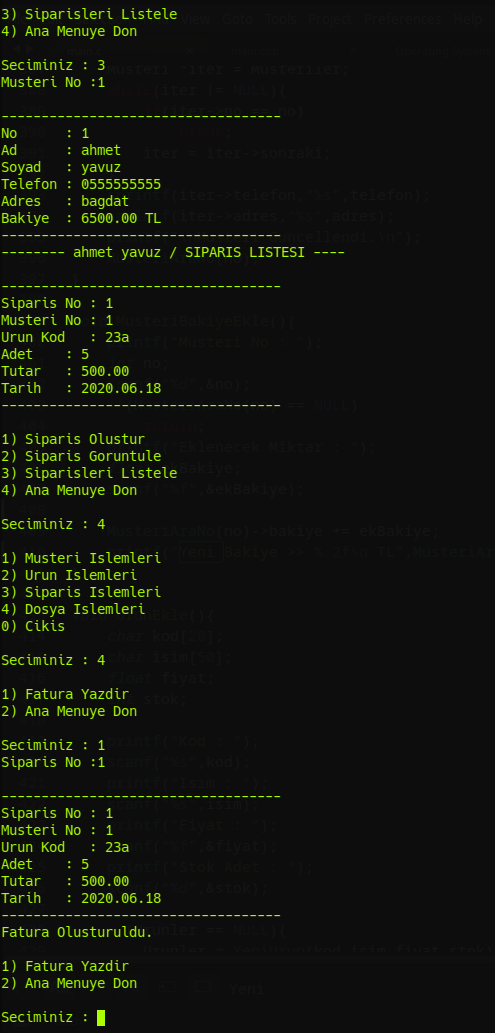 3) Siparisleri Listele
4) Ana Menuye Don
Seciminiz : 3
Musteri No :1
-----------------------------------
No      : 1
Ad      : ahmet
Soyad   : yavuz
Telefon : 0555555555
Adres   : bagdat
Bakiye  : 6500.00 TL
-----------------------------------
-------- ahmet yavuz / SIPARIS LISTESI ----
-----------------------------------
Siparis No : 1
Musteri No : 1
Urun Kod   : 23a
Adet    : 5
Tutar   : 500.00
Tarih   : 2020.06.18
-----------------------------------
1) Siparis Olustur
2) Siparis Goruntule
3) Siparisleri Listele
4) Ana Menuye Don
Seciminiz : 4
1) Musteri Islemleri
2) Urun Islemleri
3) Siparis Islemleri
4) Dosya Islemleri
0) Cikis
Seciminiz : 4
1) Fatura Yazdir
2) Ana Menuye Don
Seciminiz : 1
Siparis No :1
-----------------------------------
Siparis No : 1
Musteri No : 1
Urun Kod   : 23a
Adet    : 5
Tutar   : 500.00
Tarih   : 2020.06.18
-----------------------------------
Fatura Olusturuldu.
1) Fatura Yazdir
2) Ana Menuye Don
Seciminiz :